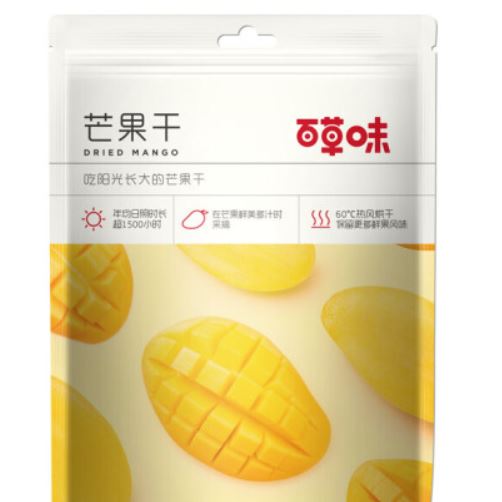 芒果干
DRIED MANGO
百草味
吃阳光长大的芒果干
年均日照时长
超1500小时
在芒果鲜美多汁时
采摘
60℃热风烘干
保留更多鲜果风味